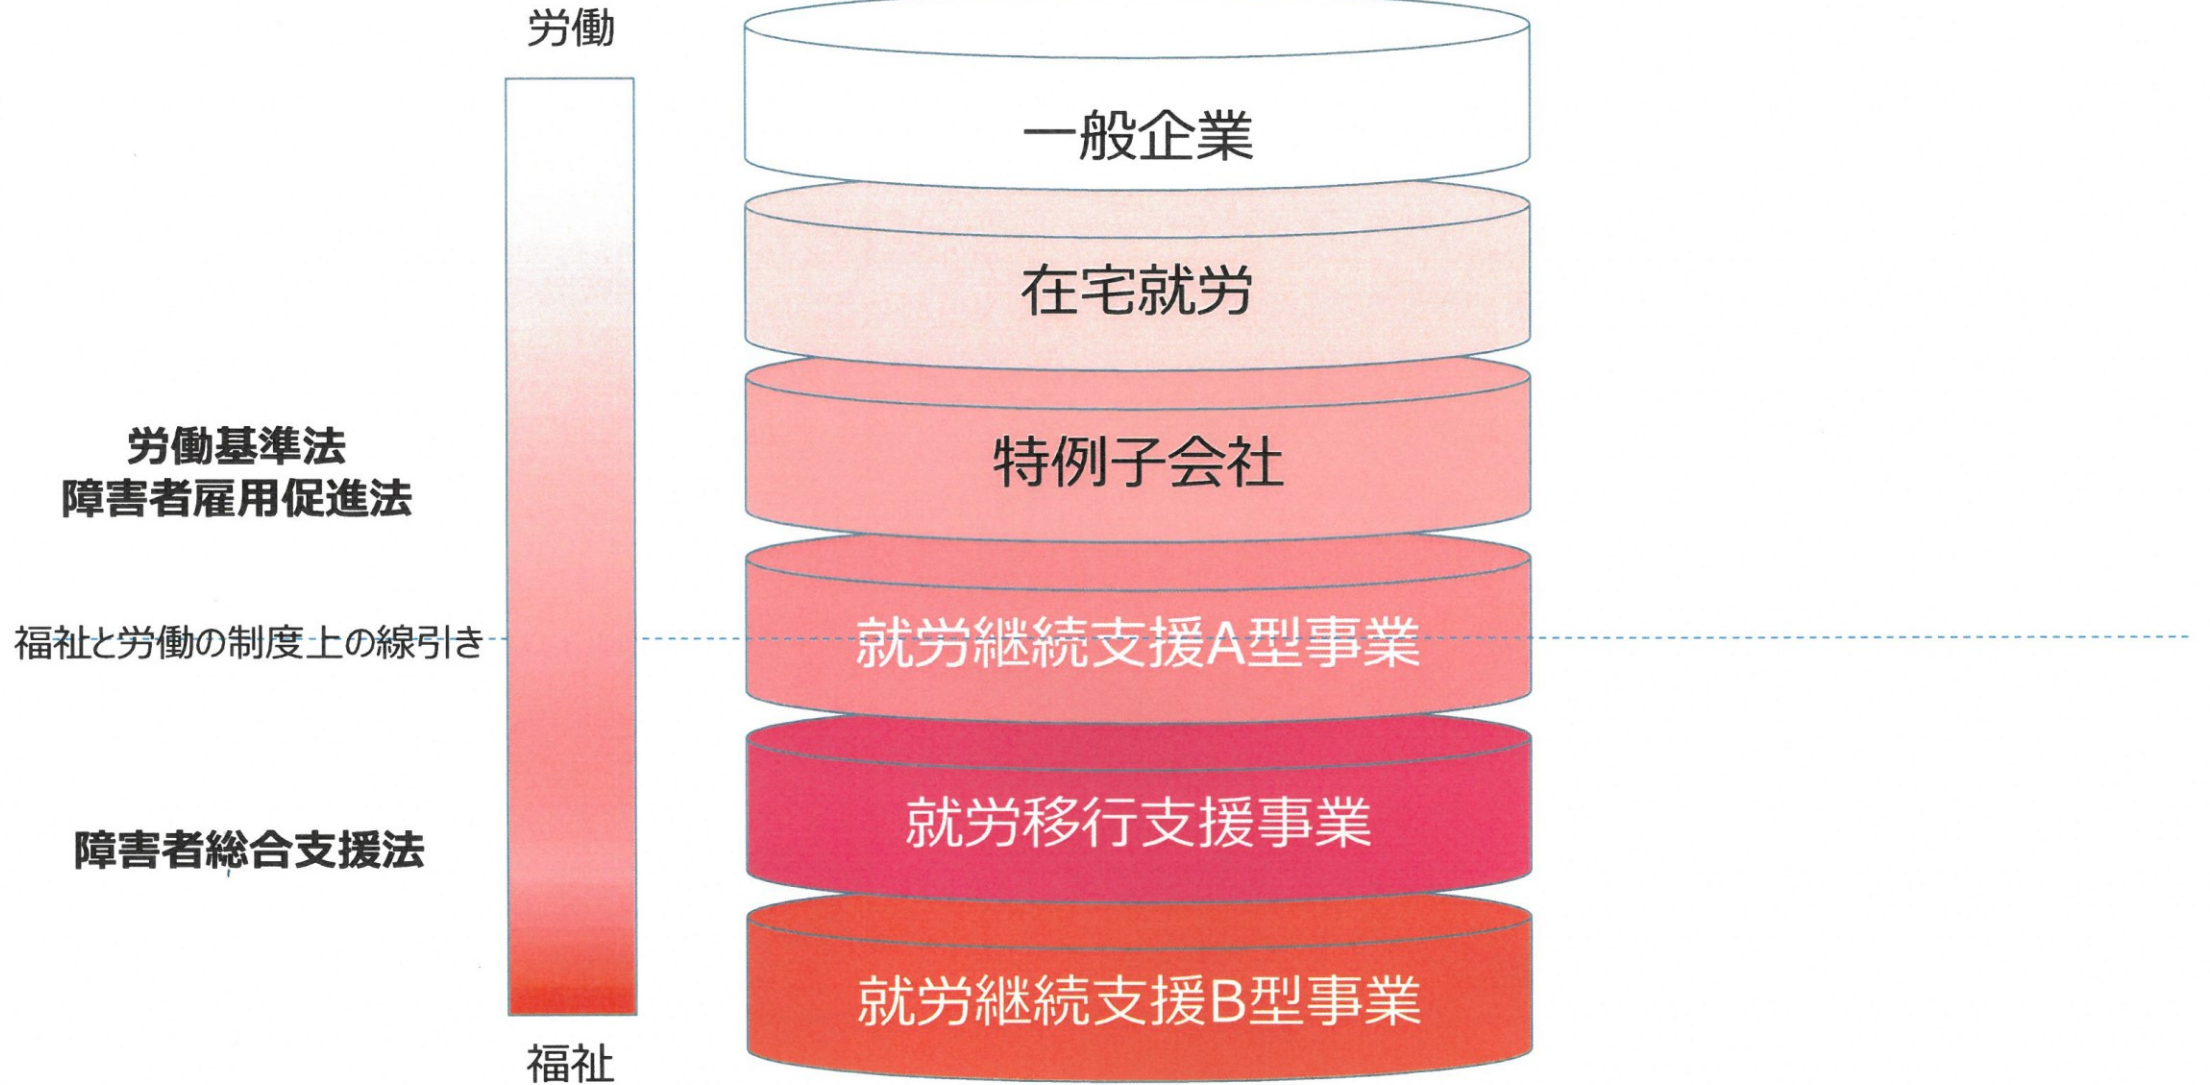 労働
一般企業
在宅就労
労働基準法
障害者雇用促進法
特例子会社
福祉と労働の制度上の線引き
就労継続支援A型事業
障害者総合支援法
就労移行支援事業
就労継続支援B型事業
福祉